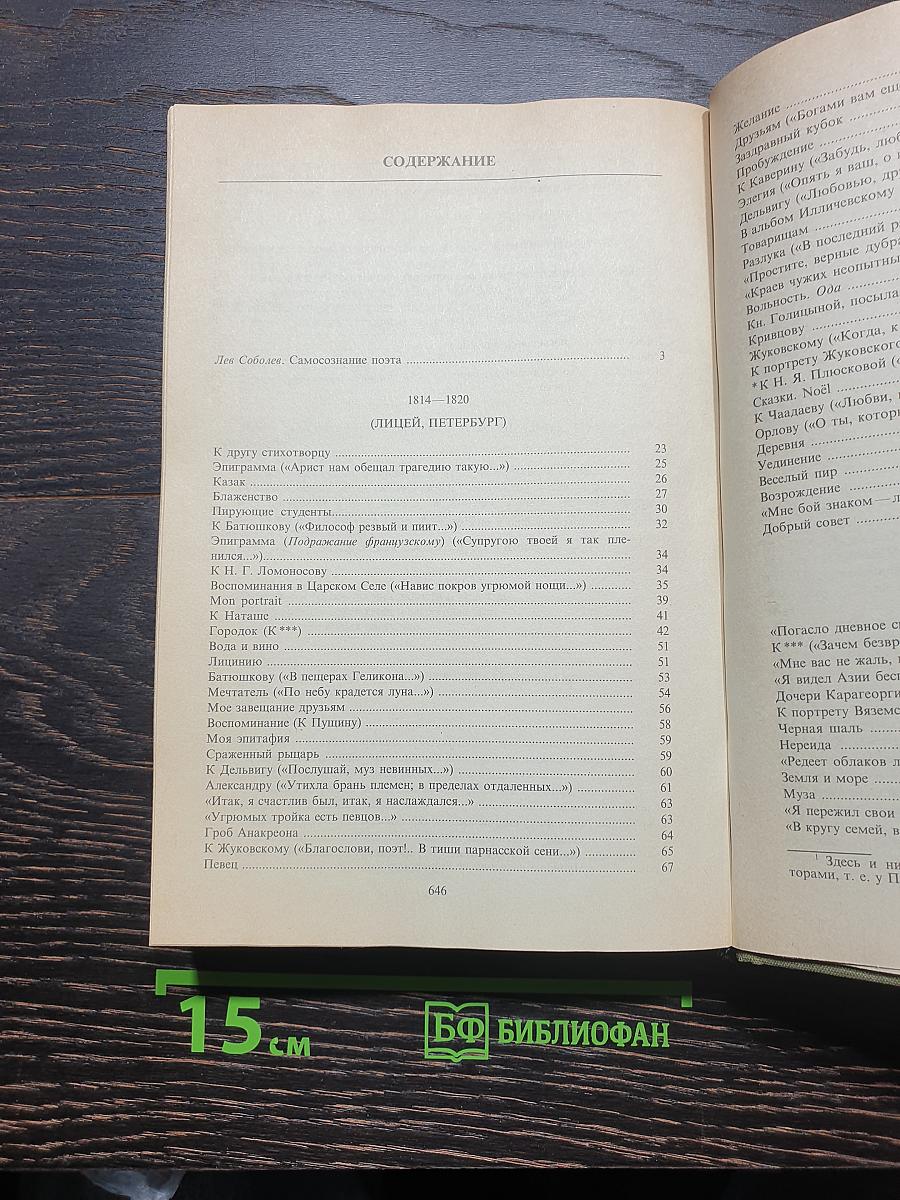 СОДЕРЖАНИЕ
Лев Соболев. Самосознание поэта 3
1814—1820
(ЛИЦЕЙ, ПЕТЕРБУРГ)
К другу стихотворцу 23
Эпиграмма («Арист нам обещал трагедию такую...») 25
Казак 26
Блаженство 27
Пирующие студенты. 30
К Батюшкову («Философ резвый и пиит...») 32
Эпиграмма (Подражание французскому) («Супругою твоей я так пле-
нился...») 34
К Н. Г. Ломоносову 34
Воспоминания в Царском Селе («Навис покров угрюмой нощи...») 35
Mon portrait 39
К Наташе 41
Городок (К ***) 42
Вода и вино 51
Лицинию 51
Батюшкову («В пещерах Геликона...») 53
Мечтатель («По небу крадется луна...») 54
Мое завещание друзьям 56
Воспоминание (К Пущину) 58
Моя эпитафия 59
Сраженный рыцарь 59
К Дельвигу («Послушай, муз невинных...») 60
Александру («Утихла брань племен; в пределах отдаленных...») 61
«Итак, я счастлив был, итак, я наслаждался...» 63
«Угрюмых тройка есть певцов...» 63
Гроб Анакреона 64
К Жуковскому («Благослови, поэт!.. В тиши парнасской сени...») 65
Певец 67
646
Желание
Друзьям («Богами вам ещ
Заздравный кубок
Пробуждение
К Каверину («Забудь, люб
Элегия («Опять я ваш, о
Дельвигу («Любовью, др
В альбом Илличевскому
Товарищам
Разлука («В последний р
«Простите, верные дубра
«Краев чужих неопытны
Вольность. Ода
Кн. Голицыной, посыла
Кривцову
Жуковскому («Когда, к
К портрету Жуковского
*К Н. Я. Плюсковой («
Сказки. Noël
К Чаадаеву («Любви,
Орлову («О ты, котор
Деревня
Уединение
Веселый пир
Возрождение
«Мне бой знаком — л
Добрый совет
«Погасло дневное с
К *** («Зачем безвр
«Мне вас не жаль,
«Я видел Азии бесп
Дочери Карагеорги
К портрету Вяземс
Черная шаль
Нереида
«Редеет облаков л
Земля и море
Муза
«Я пережил свои
«В кругу семей, в
1 Здесь и ни
торами, т. е. у П
15 см
БФ БИБЛИОФАН